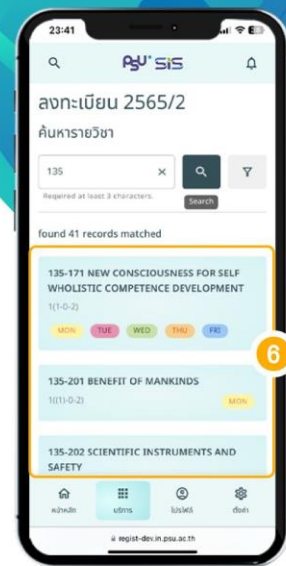 23:41
PSU SIS
ลงทะเบียน 2565/2
ค้นหารายวิชา
135
Required at least 3 characters.
Search
found 41 records matched
135-171 NEW CONSCIOUSNESS FOR SELF
WHOLISTIC COMPETENCE DEVELOPMENT
1(1-0-2)
MON TUE WED THU FRI
6
135-201 BENEFIT OF MANKINDS
1((1)-0-2)
MON
135-202 SCIENTIFIC INSTRUMENTS AND
SAFETY
หน้าหลัก บริการ โปรไฟล์ ตั้งค่า
regist-dev.in.psu.ac.th